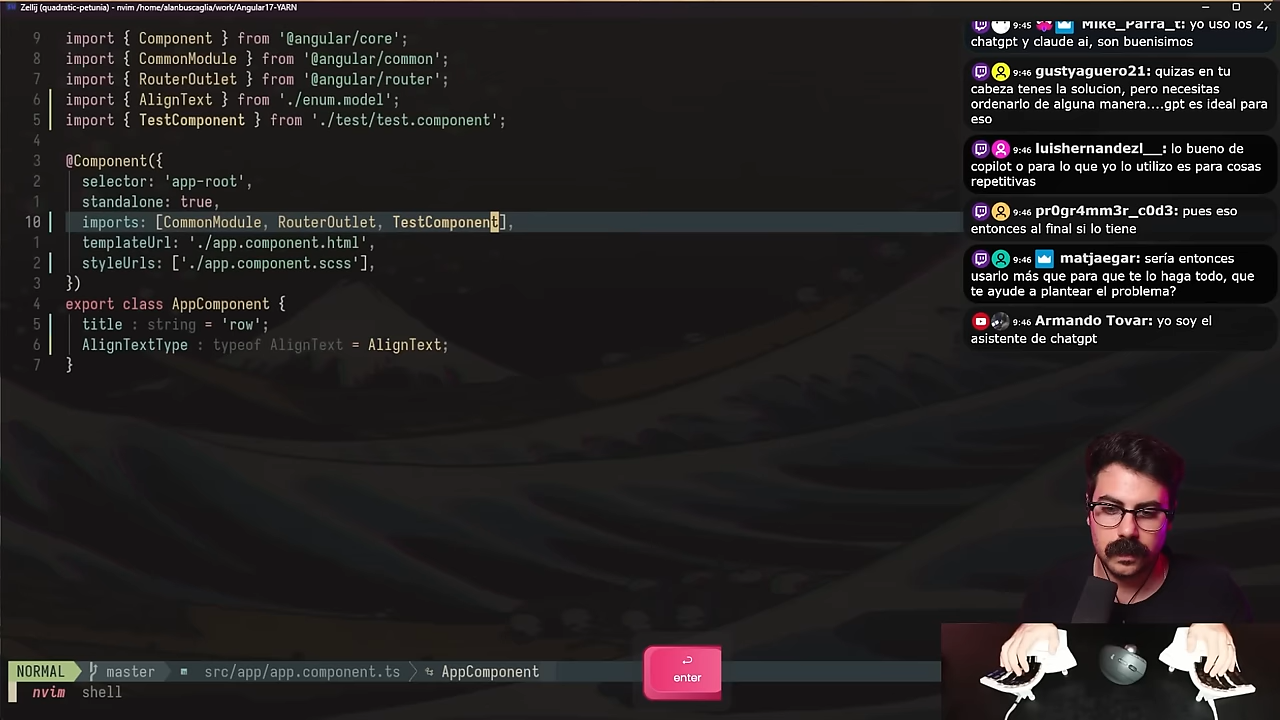 Zellij (quadratic-petunia) - nvim /home/alanbuscaglia/work/Angular17-YARN
9 import { Component } from '@angular/core';
8 import { CommonModule } from '@angular/common';
7 import { RouterOutlet } from '@angular/router';
6 import { AlignText } from './enum.model';
5 import { TestComponent } from './test/test.component';
4
3 @Component({
2 selector: 'app-root',
1 standalone: true,
10 imports: [CommonModule, RouterOutlet, TestComponent],
1 templateUrl: './app.component.html',
2 styleUrls: ['./app.component.scss'],
3 })
4 export class AppComponent {
5 title : string = 'row';
6 AlignTextType : typeof AlignText = AlignText;
7 }
NORMAL master src/app/app.component.ts AppComponent
nvim shell
enter
9:45 Mike_Parra_t: yo uso los 2,
chatgpt y claude ai, son buenisimos
9:46 gustyaguero21: quizas en tu
cabeza tenes la solucion, pero necesitas
ordenarlo de alguna manera....gpt es ideal para
eso
9:46 luishernandezl__: lo bueno de
copilot o para lo que yo lo utilizo es para cosas
repetitivas
9:46 pr0gr4mm3r_c0d3: pues eso
entonces al final si lo tiene
9:46 matjaegar: sería entonces
usarlo más que para que te lo haga todo, que
te ayude a plantear el problema?
9:46 Armando Tovar: yo soy el
asistente de chatgpt